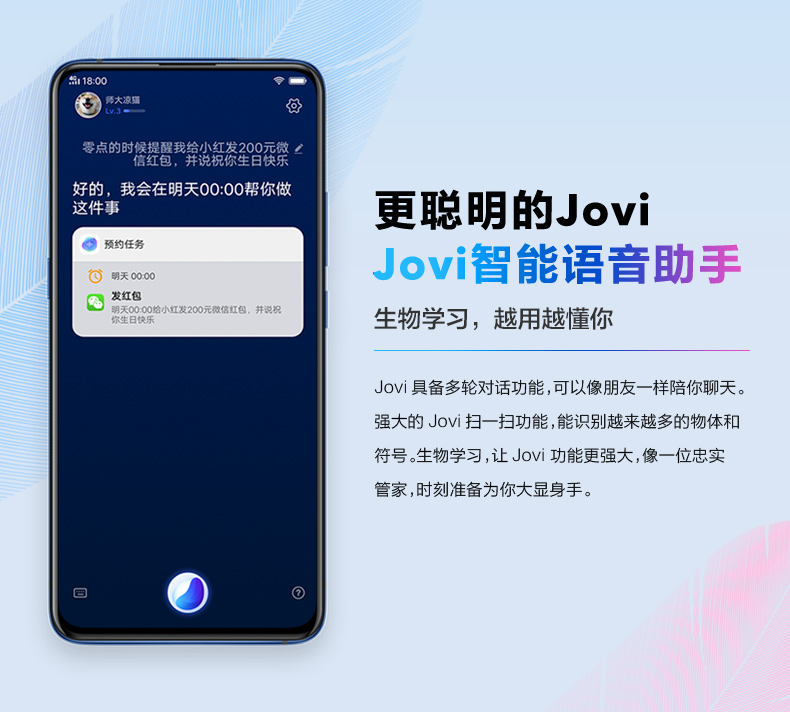 4G 18:00
师大凉猫
Lv.3
零点的时候提醒我给小红发200元微
信红包，并说祝你生日快乐
好的，我会在明天00:00帮你做
这件事
预约任务
明天 00:00
发红包
明天00:00给小红发200元微信红包，并说祝
你生日快乐
更聪明的Jovi
Jovi智能语音助手
生物学习，越用越懂你
Jovi 具备多轮对话功能，可以像朋友一样陪你聊天。
强大的 Jovi 扫一扫功能，能识别越来越多的物体和
符号。生物学习，让 Jovi 功能更强大，像一位忠实
管家，时刻准备为你大显身手。